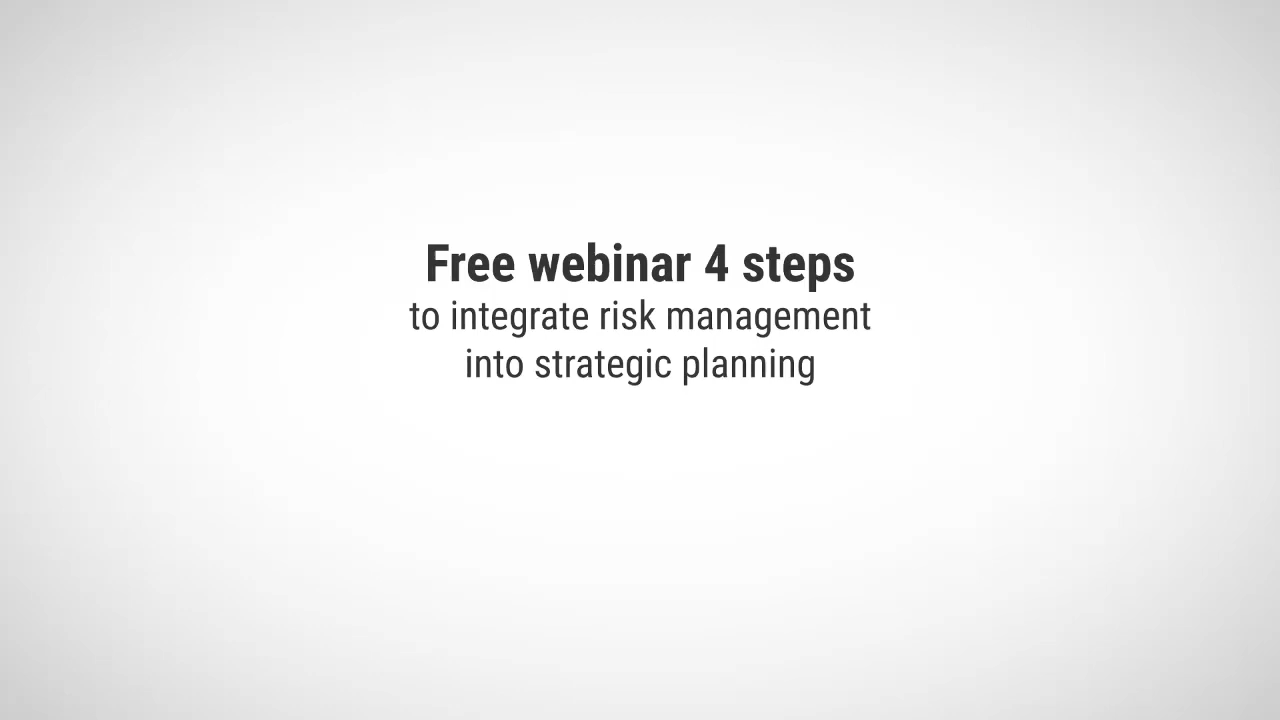 Free webinar 4 steps
to integrate risk management
into strategic planning